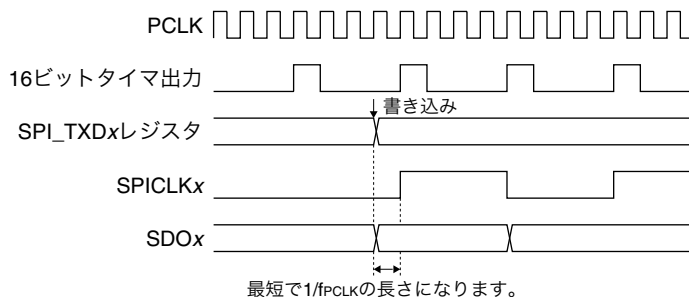 PCLK
16ビットタイマ出力
書き込み
SPI_TXDxレジスタ
SPICLKx
SDOx
最短で1/fPCLKの長さになります。